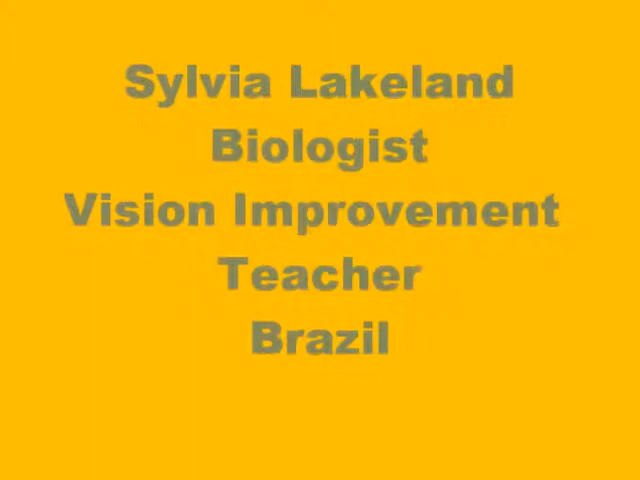 Sylvia Lakeland
Biologist
Vision Improvement
Teacher
Brazil